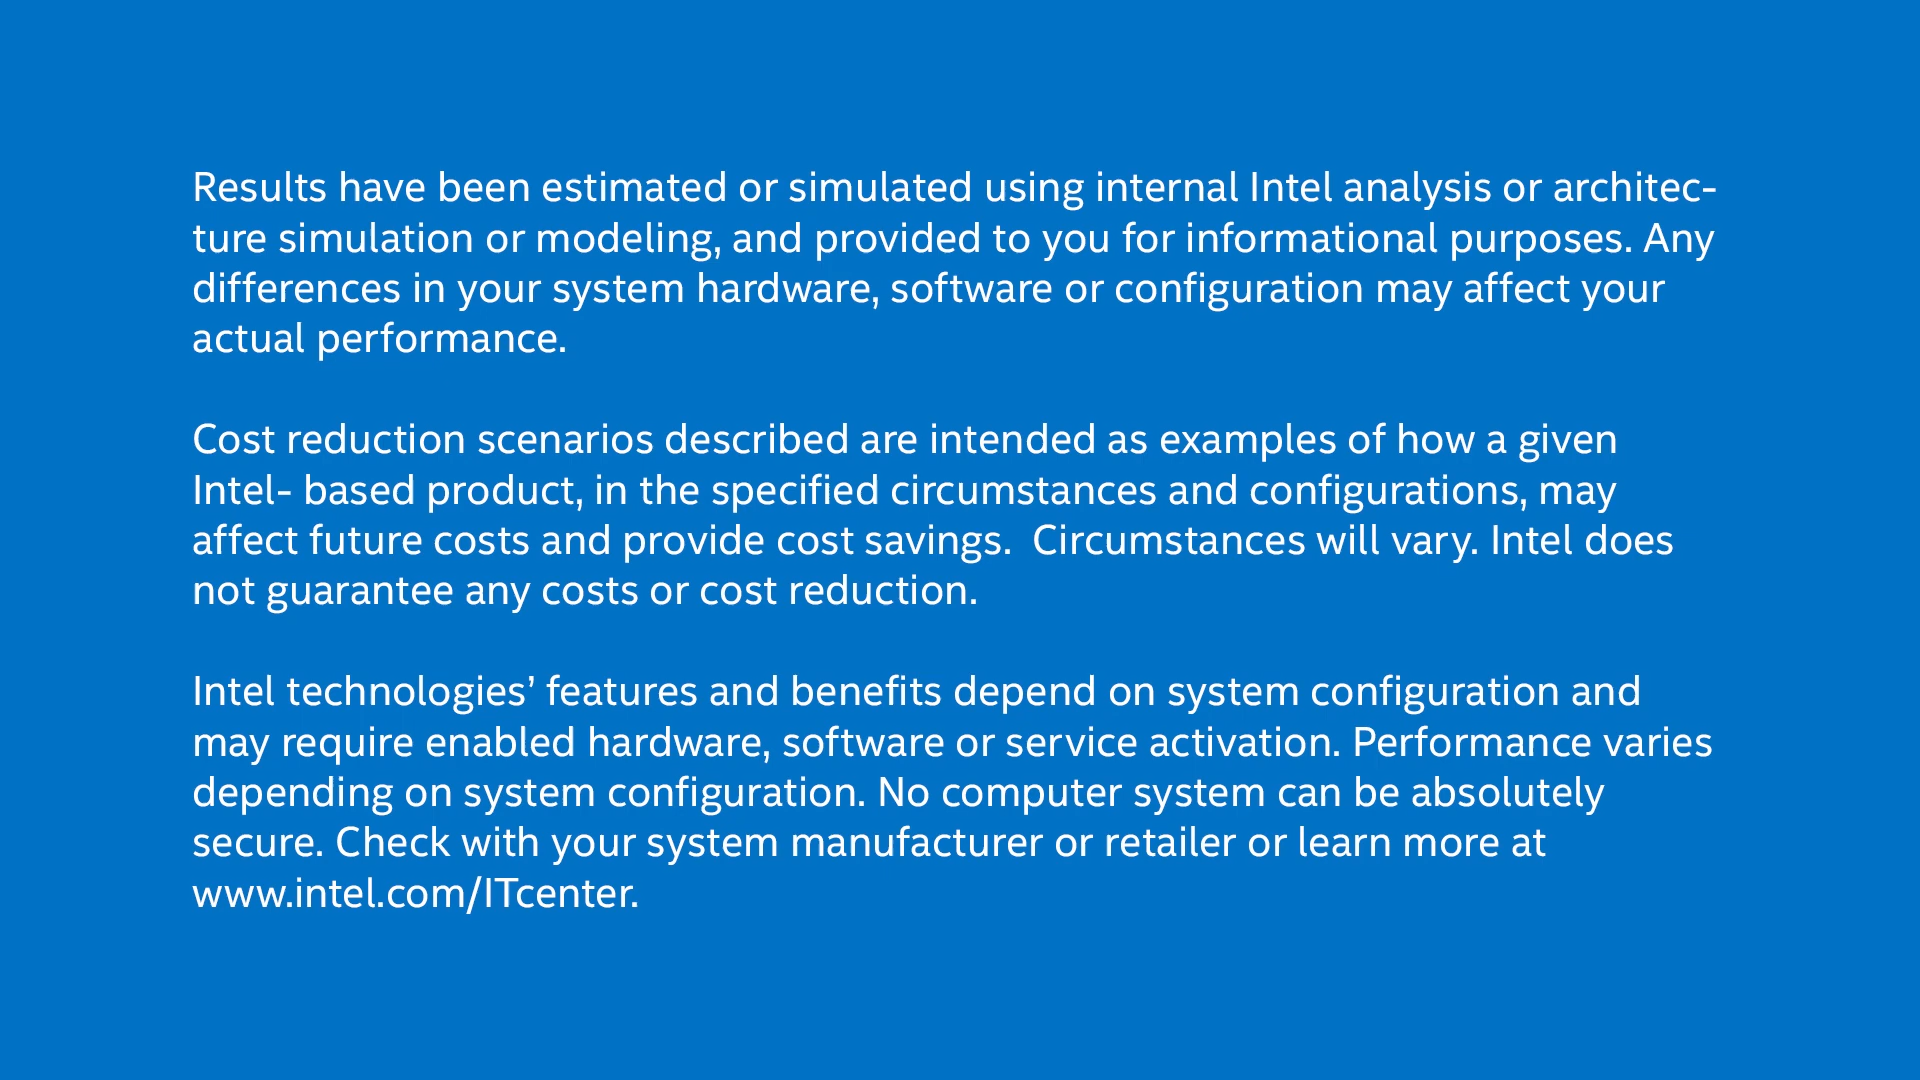 Results have been estimated or simulated using internal Intel analysis or architec-
ture simulation or modeling, and provided to you for informational purposes. Any
differences in your system hardware, software or configuration may affect your
actual performance.
Cost reduction scenarios described are intended as examples of how a given
Intel- based product, in the specified circumstances and configurations, may
affect future costs and provide cost savings.  Circumstances will vary. Intel does
not guarantee any costs or cost reduction.
Intel technologies’ features and benefits depend on system configuration and
may require enabled hardware, software or service activation. Performance varies
depending on system configuration. No computer system can be absolutely
secure. Check with your system manufacturer or retailer or learn more at
www.intel.com/ITcenter.